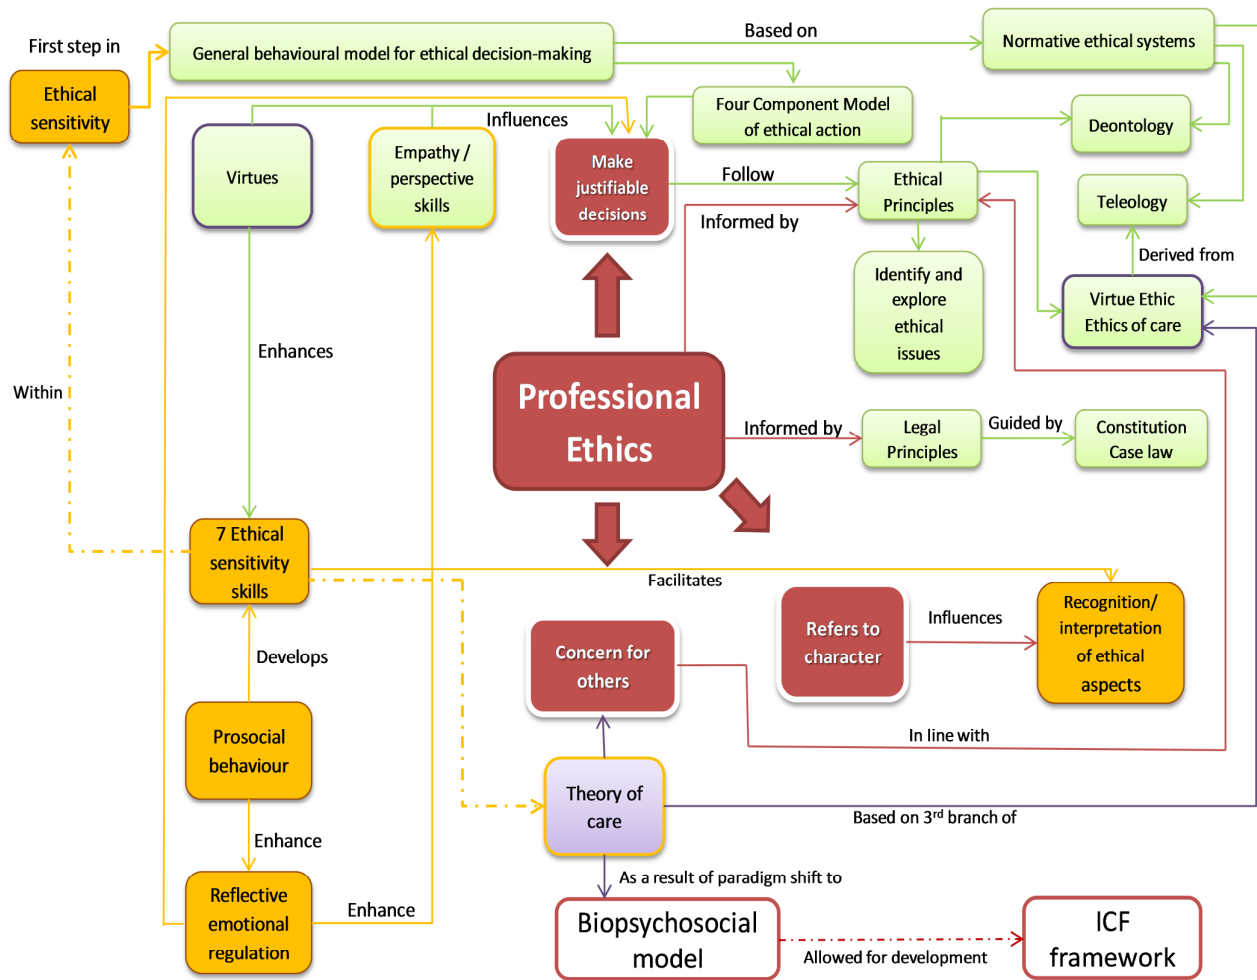 First step in
General behavioural model for ethical decision-making
Based on
Normative ethical systems
Ethical
sensitivity
Four Component Model
of ethical action
Deontology
Virtues
Empathy /
perspective
skills
Influences
Make
justifiable
decisions
Follow
Ethical
Principles
Teleology
Informed by
Derived from
Identify and
explore
ethical
issues
Virtue Ethic
Ethics of care
Enhances
Within
Professional
Ethics
Informed by
Legal
Principles
Guided by
Constitution
Case law
7 Ethical
sensitivity
skills
Facilitates
Recognition/
interpretation
of ethical
aspects
Influences
Refers to
character
Concern for
others
Develops
In line with
Prosocial
behaviour
Theory of
care
Based on 3rd branch of
Enhance
As a result of paradigm shift to
Reflective
emotional
regulation
Enhance
Biopsychosocial
model
Allowed for development
ICF
framework